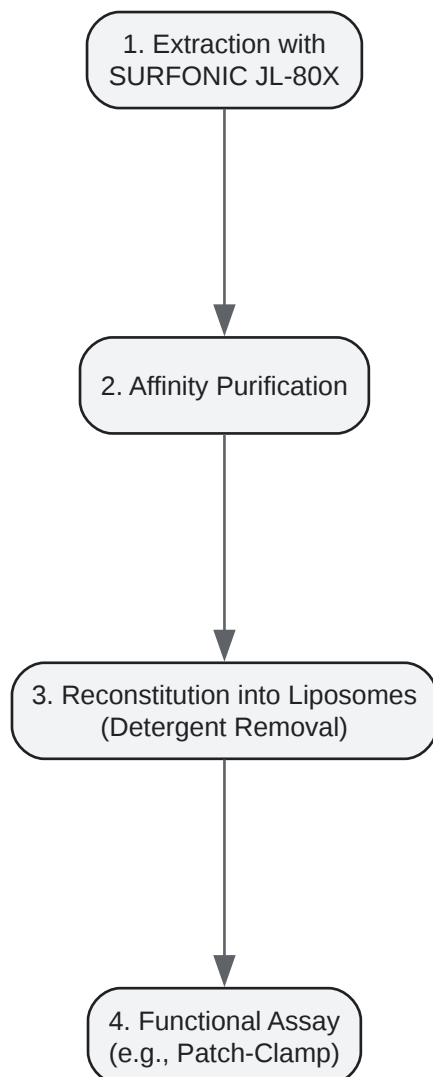 1. Extraction with
SURFONIC JL-80X
2. Affinity Purification
3. Reconstitution into Liposomes
(Detergent Removal)
4. Functional Assay
(e.g., Patch-Clamp)